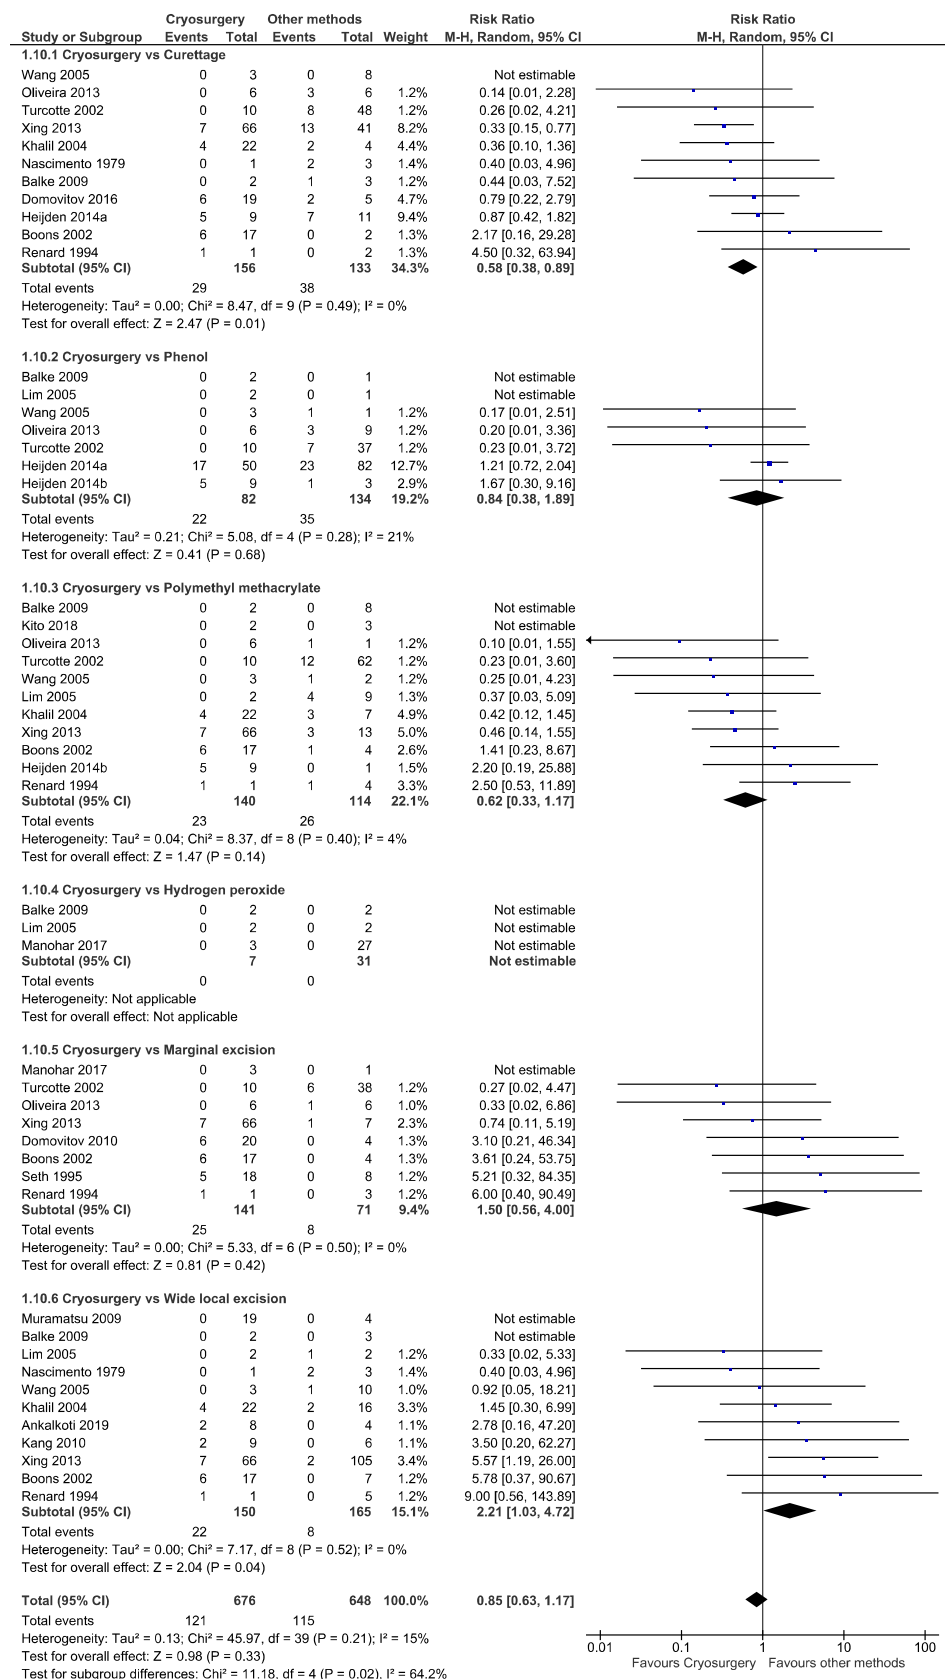 Cryosurgery Other methods Risk Ratio Risk Ratio
Study or Subgroup Events Total Events Total Weight M-H, Random, 95% CI M-H, Random, 95% CI
1.10.1 Cryosurgery vs Curettage
Wang 2005 0 3 0 8 Not estimable
Oliveira 2013 0 6 3 6 1.2% 0.14 [0.01, 2.28]
Turcotte 2002 0 10 8 48 1.2% 0.26 [0.02, 4.21]
Xing 2013 7 66 13 41 8.2% 0.33 [0.15, 0.77]
Khalil 2004 4 22 2 4 4.4% 0.36 [0.10, 1.36]
Nascimento 1979 0 1 2 3 1.4% 0.40 [0.03, 4.96]
Balke 2009 0 2 1 3 1.2% 0.44 [0.03, 7.52]
Domovitov 2016 6 19 2 5 4.7% 0.79 [0.22, 2.79]
Heijden 2014a 5 9 7 11 9.4% 0.87 [0.42, 1.82]
Boons 2002 6 17 0 2 1.3% 2.17 [0.16, 29.28]
Renard 1994 1 1 0 2 1.3% 4.50 [0.32, 63.94]
Subtotal (95% CI) 156 133 34.3% 0.58 [0.38, 0.89]
Total events 29 38
Heterogeneity: Tau² = 0.00; Chi² = 8.47, df = 9 (P = 0.49); I² = 0%
Test for overall effect: Z = 2.47 (P = 0.01)
1.10.2 Cryosurgery vs Phenol
Balke 2009 0 2 0 1 Not estimable
Lim 2005 0 2 0 1 Not estimable
Wang 2005 0 3 1 1 1.2% 0.17 [0.01, 2.51]
Oliveira 2013 0 6 3 9 1.2% 0.20 [0.01, 3.36]
Turcotte 2002 0 10 7 37 1.2% 0.23 [0.01, 3.72]
Heijden 2014a 17 50 23 82 12.7% 1.21 [0.72, 2.04]
Heijden 2014b 5 9 1 3 2.9% 1.67 [0.30, 9.16]
Subtotal (95% CI) 82 134 19.2% 0.84 [0.38, 1.89]
Total events 22 35
Heterogeneity: Tau² = 0.21; Chi² = 5.08, df = 4 (P = 0.28); I² = 21%
Test for overall effect: Z = 0.41 (P = 0.68)
1.10.3 Cryosurgery vs Polymethyl methacrylate
Balke 2009 0 2 0 8 Not estimable
Kito 2018 0 2 0 3 Not estimable
Oliveira 2013 0 6 1 1 1.2% 0.10 [0.01, 1.55]
Turcotte 2002 0 10 12 62 1.2% 0.23 [0.01, 3.60]
Wang 2005 0 3 1 2 1.2% 0.25 [0.01, 4.23]
Lim 2005 0 2 4 9 1.3% 0.37 [0.03, 5.09]
Khalil 2004 4 22 3 7 4.9% 0.42 [0.12, 1.45]
Xing 2013 7 66 3 13 5.0% 0.46 [0.14, 1.55]
Boons 2002 6 17 1 4 2.6% 1.41 [0.23, 8.67]
Heijden 2014b 5 9 0 1 1.5% 2.20 [0.19, 25.88]
Renard 1994 1 1 1 4 3.3% 2.50 [0.53, 11.89]
Subtotal (95% CI) 140 114 22.1% 0.62 [0.33, 1.17]
Total events 23 26
Heterogeneity: Tau² = 0.04; Chi² = 8.37, df = 8 (P = 0.40); I² = 4%
Test for overall effect: Z = 1.47 (P = 0.14)
1.10.4 Cryosurgery vs Hydrogen peroxide
Balke 2009 0 2 0 2 Not estimable
Lim 2005 0 2 0 2 Not estimable
Manohar 2017 0 3 0 27 Not estimable
Subtotal (95% CI) 7 31 Not estimable
Total events 0 0
Heterogeneity: Not applicable
Test for overall effect: Not applicable
1.10.5 Cryosurgery vs Marginal excision
Manohar 2017 0 3 0 1 Not estimable
Turcotte 2002 0 10 6 38 1.2% 0.27 [0.02, 4.47]
Oliveira 2013 0 6 1 6 1.0% 0.33 [0.02, 6.86]
Xing 2013 7 66 1 7 2.3% 0.74 [0.11, 5.19]
Domovitov 2010 6 20 0 4 1.3% 3.10 [0.21, 46.34]
Boons 2002 6 17 0 4 1.3% 3.61 [0.24, 53.75]
Seth 1995 5 18 0 8 1.2% 5.21 [0.32, 84.35]
Renard 1994 1 1 0 3 1.2% 6.00 [0.40, 90.49]
Subtotal (95% CI) 141 71 9.4% 1.50 [0.56, 4.00]
Total events 25 8
Heterogeneity: Tau² = 0.00; Chi² = 5.33, df = 6 (P = 0.50); I² = 0%
Test for overall effect: Z = 0.81 (P = 0.42)
1.10.6 Cryosurgery vs Wide local excision
Muramatsu 2009 0 19 0 4 Not estimable
Balke 2009 0 2 0 3 Not estimable
Lim 2005 0 2 1 2 1.2% 0.33 [0.02, 5.33]
Nascimento 1979 0 1 2 3 1.4% 0.40 [0.03, 4.96]
Wang 2005 0 3 1 10 1.0% 0.92 [0.05, 18.21]
Khalil 2004 4 22 2 16 3.3% 1.45 [0.30, 6.99]
Ankalkoti 2019 2 8 0 4 1.2% 2.78 [0.16, 47.20]
Kang 2010 2 9 0 6 1.1% 3.50 [0.20, 62.27]
Xing 2013 7 66 2 105 3.4% 5.57 [1.19, 26.00]
Boons 2002 6 17 0 7 1.2% 5.78 [0.37, 90.67]
Renard 1994 1 1 0 5 1.2% 9.00 [0.56, 143.89]
Subtotal (95% CI) 150 165 15.1% 2.21 [1.03, 4.72]
Total events 22 8
Heterogeneity: Tau² = 0.00; Chi² = 7.17, df = 8 (P = 0.52); I² = 0%
Test for overall effect: Z = 2.04 (P = 0.04)
Total (95% CI) 676 648 100.0% 0.85 [0.63, 1.17]
Total events 121 115
Heterogeneity: Tau² = 0.13; Chi² = 45.97, df = 39 (P = 0.21); I² = 15%
Test for overall effect: Z = 0.98 (P = 0.33)
Test for subgroup differences: Chi² = 11.18, df = 4 (P = 0.02), I² = 64.2%
0.01 0.1 1 10 100
Favours Cryosurgery Favours other methods